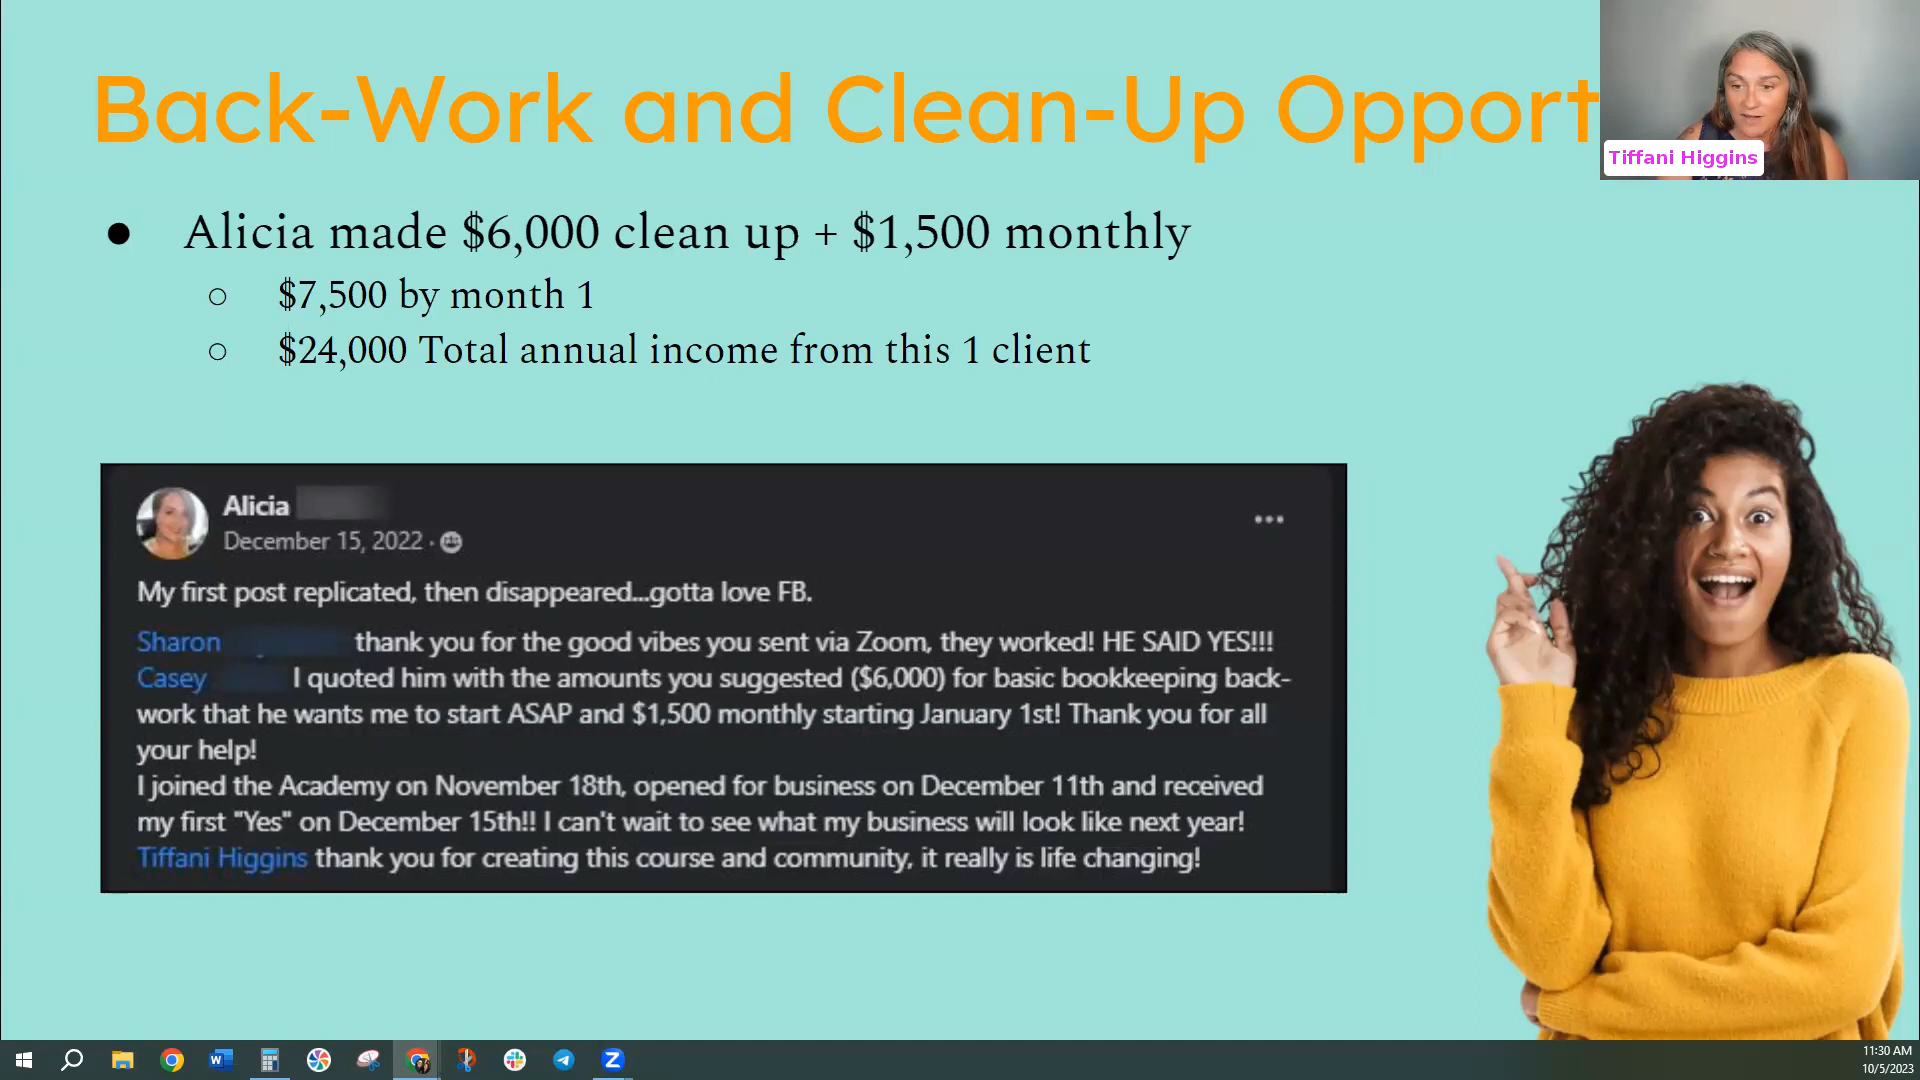 Back-Work and Clean-Up Opport
Tiffani Higgins
● Alicia made $6,000 clean up + $1,500 monthly
○ $7,500 by month 1
○ $24,000 Total annual income from this 1 client
Alicia
December 15, 2022 ·
My first post replicated, then disappeared...gotta love FB.
Sharon thank you for the good vibes you sent via Zoom, they worked! HE SAID YES!!!
Casey I quoted him with the amounts you suggested ($6,000) for basic bookkeeping back-
work that he wants me to start ASAP and $1,500 monthly starting January 1st! Thank you for all
your help!
I joined the Academy on November 18th, opened for business on December 11th and received
my first "Yes" on December 15th!! I can't wait to see what my business will look like next year!
Tiffani Higgins thank you for creating this course and community, it really is life changing!
11:30 AM
10/5/2023